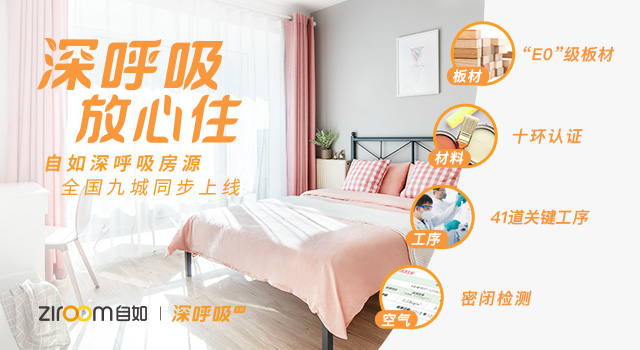 深呼吸
放心住
自如深呼吸房源
全国九城同步上线
板材
“E0”级板材
材料
十环认证
工序
41道关键工序
空气
密闭检测
ziroom自如 | 深呼吸